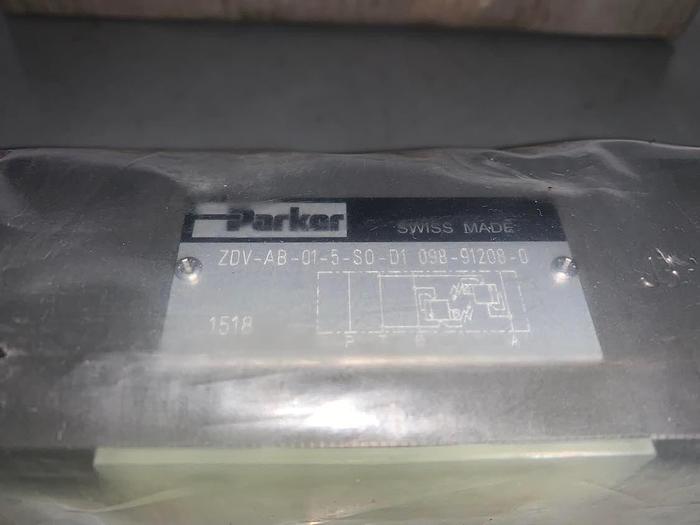 Parker
SWISS MADE
ZDV-AB-01-5-S0-D1 098-91208-0
1518
P T B A